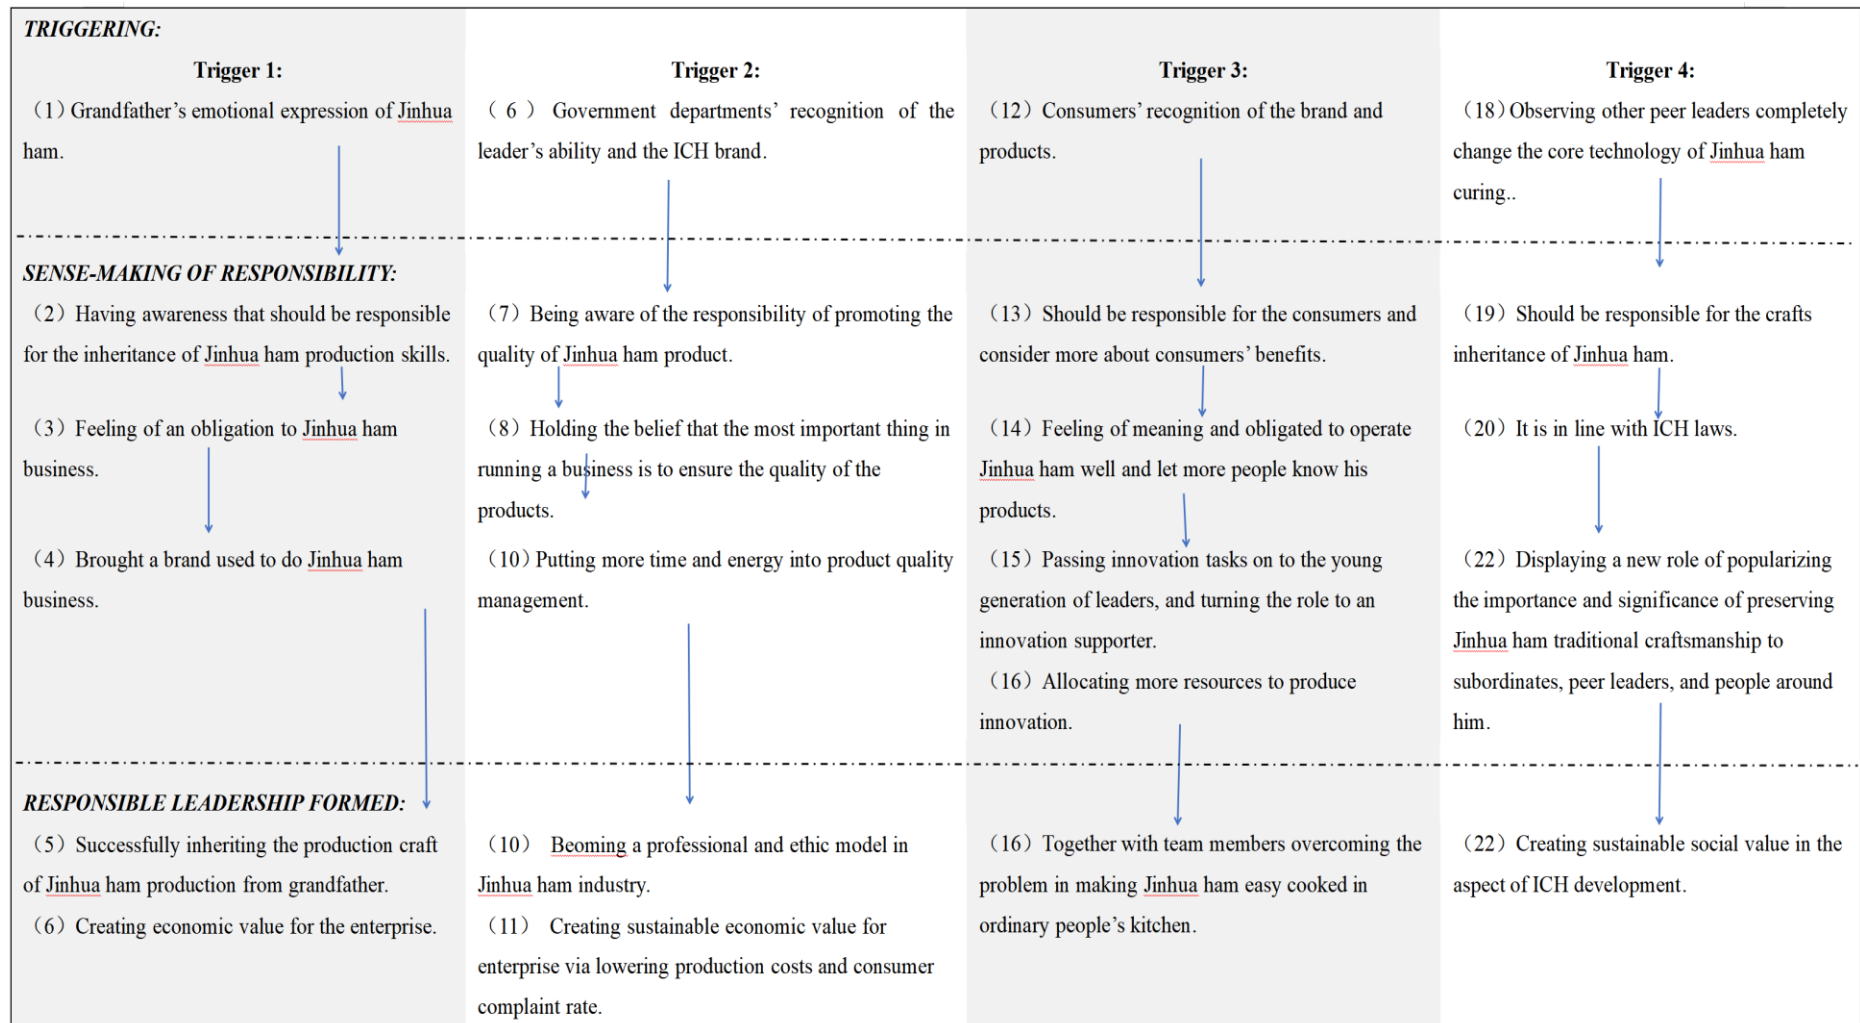 TRIGGERING:
Trigger 1:
（1）Grandfather’s emotional expression of Jinhua
ham.
Trigger 2:
（6）Government departments’ recognition of the
leader’s ability and the ICH brand.
Trigger 3:
（12）Consumers’ recognition of the brand and
products.
Trigger 4:
（18）Observing other peer leaders completely
change the core technology of Jinhua ham
curing..
SENSE-MAKING OF RESPONSIBILITY:
（2）Having awareness that should be responsible
for the inheritance of Jinhua ham production skills.
（3）Feeling of an obligation to Jinhua ham
business.
（4）Brought a brand used to do Jinhua ham
business.
（7）Being aware of the responsibility of promoting the
quality of Jinhua ham product.
（8）Holding the belief that the most important thing in
running a business is to ensure the quality of the
products.
（10）Putting more time and energy into product quality
management.
（13）Should be responsible for the consumers and
consider more about consumers’ benefits.
（14）Feeling of meaning and obligated to operate
Jinhua ham well and let more people know his
products.
（15）Passing innovation tasks on to the young
generation of leaders, and turning the role to an
innovation supporter.
（16）Allocating more resources to produce
innovation.
（19）Should be responsible for the crafts
inheritance of Jinhua ham.
（20）It is in line with ICH laws.
（22）Displaying a new role of popularizing
the importance and significance of preserving
Jinhua ham traditional craftsmanship to
subordinates, peer leaders, and people around
him.
RESPONSIBLE LEADERSHIP FORMED:
（5）Successfully inheriting the production craft
of Jinhua ham production from grandfather.
（6）Creating economic value for the enterprise.
（10） Beoming a professional and ethic model in
Jinhua ham industry.
（11） Creating sustainable economic value for
enterprise via lowering production costs and consumer
complaint rate.
（16）Together with team members overcoming the
problem in making Jinhua ham easy cooked in
ordinary people’s kitchen.
（22）Creating sustainable social value in the
aspect of ICH development.